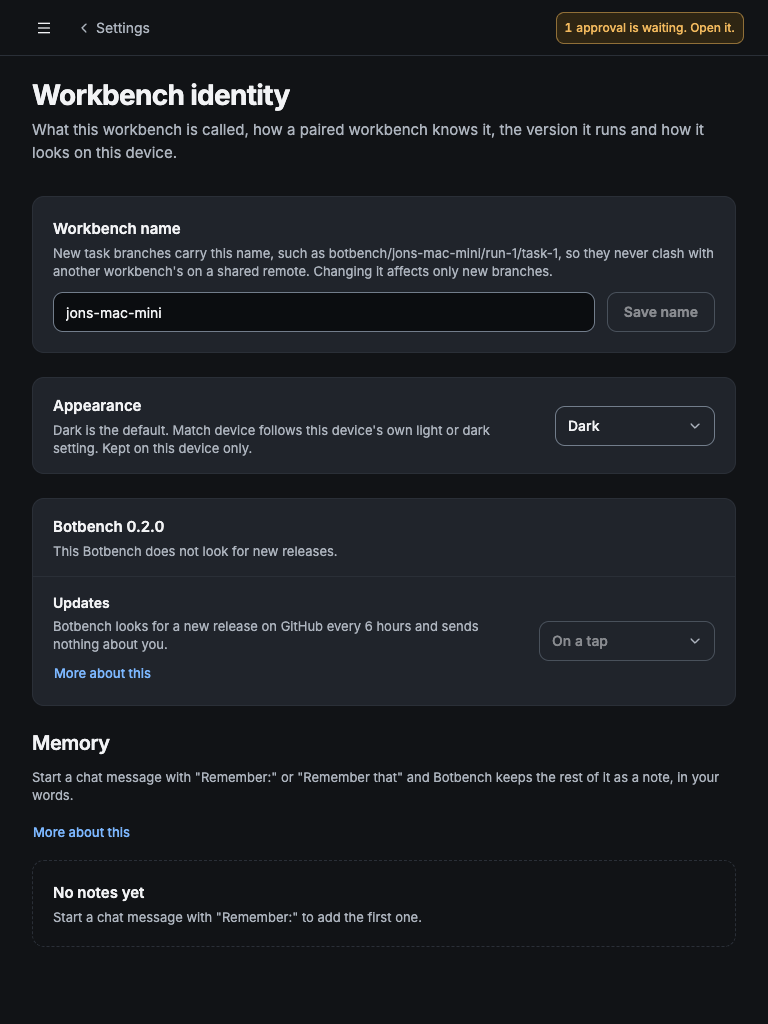 Settings
1 approval is waiting. Open it.
Workbench identity
What this workbench is called, how a paired workbench knows it, the version it runs and how it
looks on this device.
Workbench name
New task branches carry this name, such as botbench/jons-mac-mini/run-1/task-1, so they never clash with
another workbench's on a shared remote. Changing it affects only new branches.
jons-mac-mini
Save name
Appearance
Dark is the default. Match device follows this device's own light or dark
setting. Kept on this device only.
Dark
Botbench 0.2.0
This Botbench does not look for new releases.
Updates
Botbench looks for a new release on GitHub every 6 hours and sends
nothing about you.
On a tap
More about this
Memory
Start a chat message with "Remember:" or "Remember that" and Botbench keeps the rest of it as a note, in your
words.
More about this
No notes yet
Start a chat message with "Remember:" to add the first one.